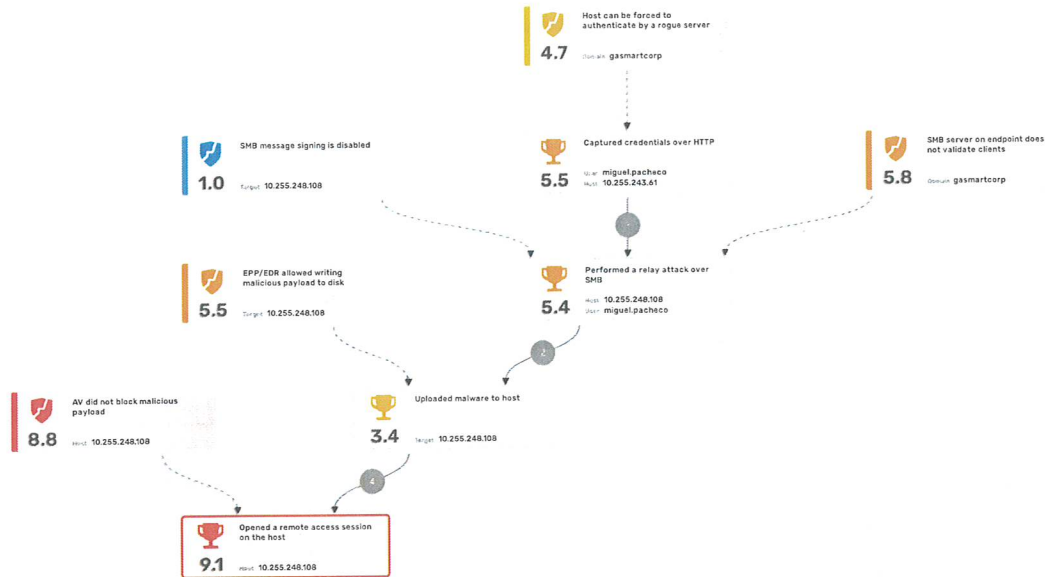 Host can be forced to
authenticate by a rogue server
4.7
Domain gasmartcorp
SMB message signing is disabled
1.0
Target 10.255.248.108
Captured credentials over HTTP
5.5
User miguel.pacheco
Host 10.255.243.61
SMB server on endpoint does
not validate clients
5.8
Domain gasmartcorp
EPP/EDR allowed writing
malicious payload to disk
5.5
Target 10.255.248.108
Performed a relay attack over
SMB
5.4
Host 10.255.248.108
User miguel.pacheco
2
AV did not block malicious
payload
8.8
Host 10.255.248.108
Uploaded malware to host
3.4
Target 10.255.248.108
4
Opened a remote access session
on the host
9.1
Host 10.255.248.108